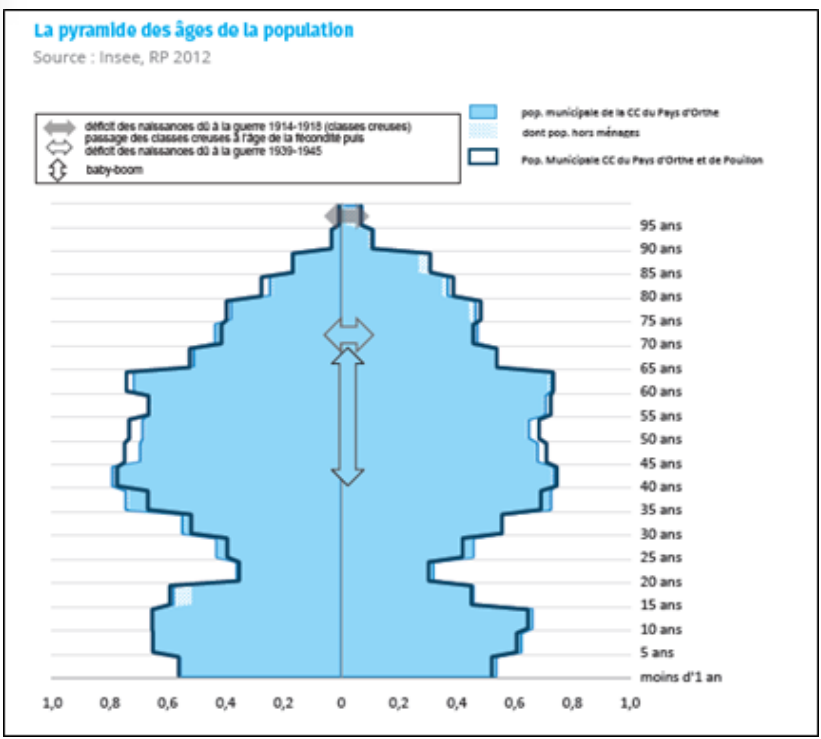 La pyramide des âges de la population
Source : Insee, RP 2012
déficit des naissances dû à la guerre 1914-1918 (classes creuses)
passage des classes creuses à l'âge de la fécondité puis
déficit des naissances dû à la guerre 1939-1945
baby-boom
pop. municipale de la CC du Pays d'Orthe
dont pop. hors ménages
Pop. Municipale CC du Pays d'Orthe et de Pouillon
95 ans
90 ans
85 ans
80 ans
75 ans
70 ans
65 ans
60 ans
55 ans
50 ans
45 ans
40 ans
35 ans
30 ans
25 ans
20 ans
15 ans
10 ans
5 ans
moins d'1 an
1,0 0,8 0,6 0,4 0,2 0 0,2 0,4 0,6 0,8 1,0